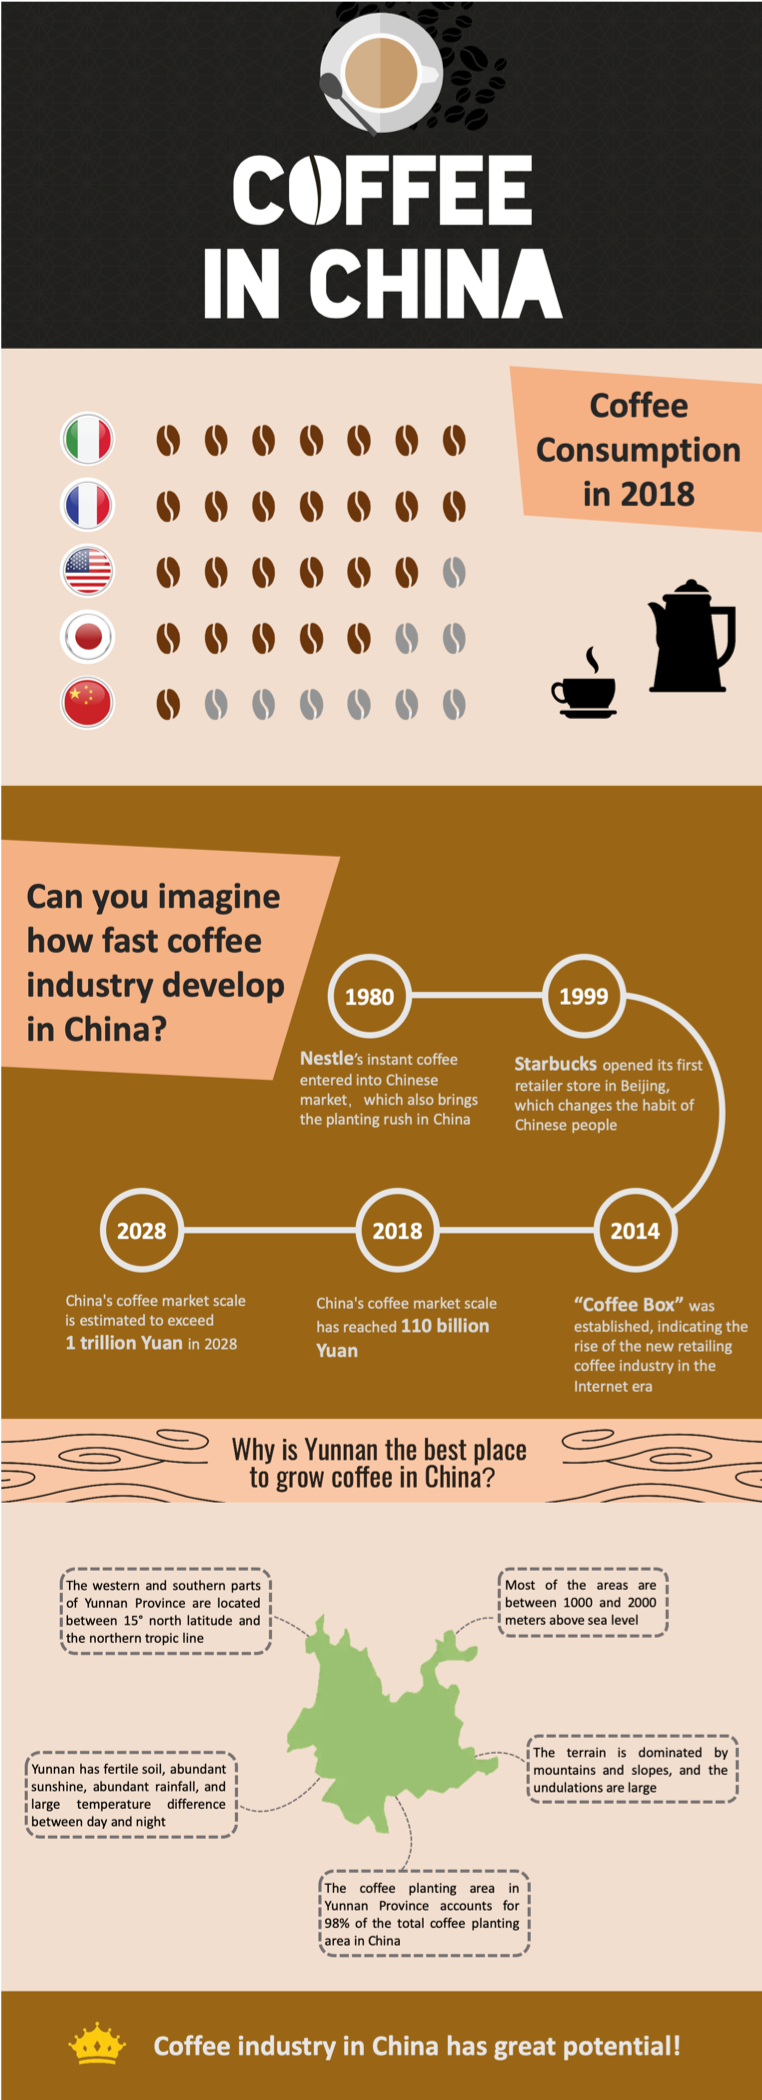 COFFEE
IN CHINA
Coffee
Consumption
in 2018
Can you imagine
how fast coffee
industry develop
in China?
1980
Nestle's instant coffee
entered into Chinese
market， which also brings
the planting rush in China
1999
Starbucks opened its first
retailer store in Beijing,
which changes the habit of
Chinese people
2028
China's coffee market scale
is estimated to exceed
1 trillion Yuan in 2028
2018
China's coffee market scale
has reached 110 billion
Yuan
2014
“Coffee Box” was
established, indicating the
rise of the new retailing
coffee industry in the
Internet era
Why is Yunnan the best place
to grow coffee in China?
The western and southern parts
of Yunnan Province are located
between 15° north latitude and
the northern tropic line
Most of the areas are
between 1000 and 2000
meters above sea level
Yunnan has fertile soil, abundant
sunshine, abundant rainfall, and
large temperature difference
between day and night
The terrain is dominated by
mountains and slopes, and the
undulations are large
The coffee planting area in
Yunnan Province accounts for
98% of the total coffee planting
area in China
Coffee industry in China has great potential!